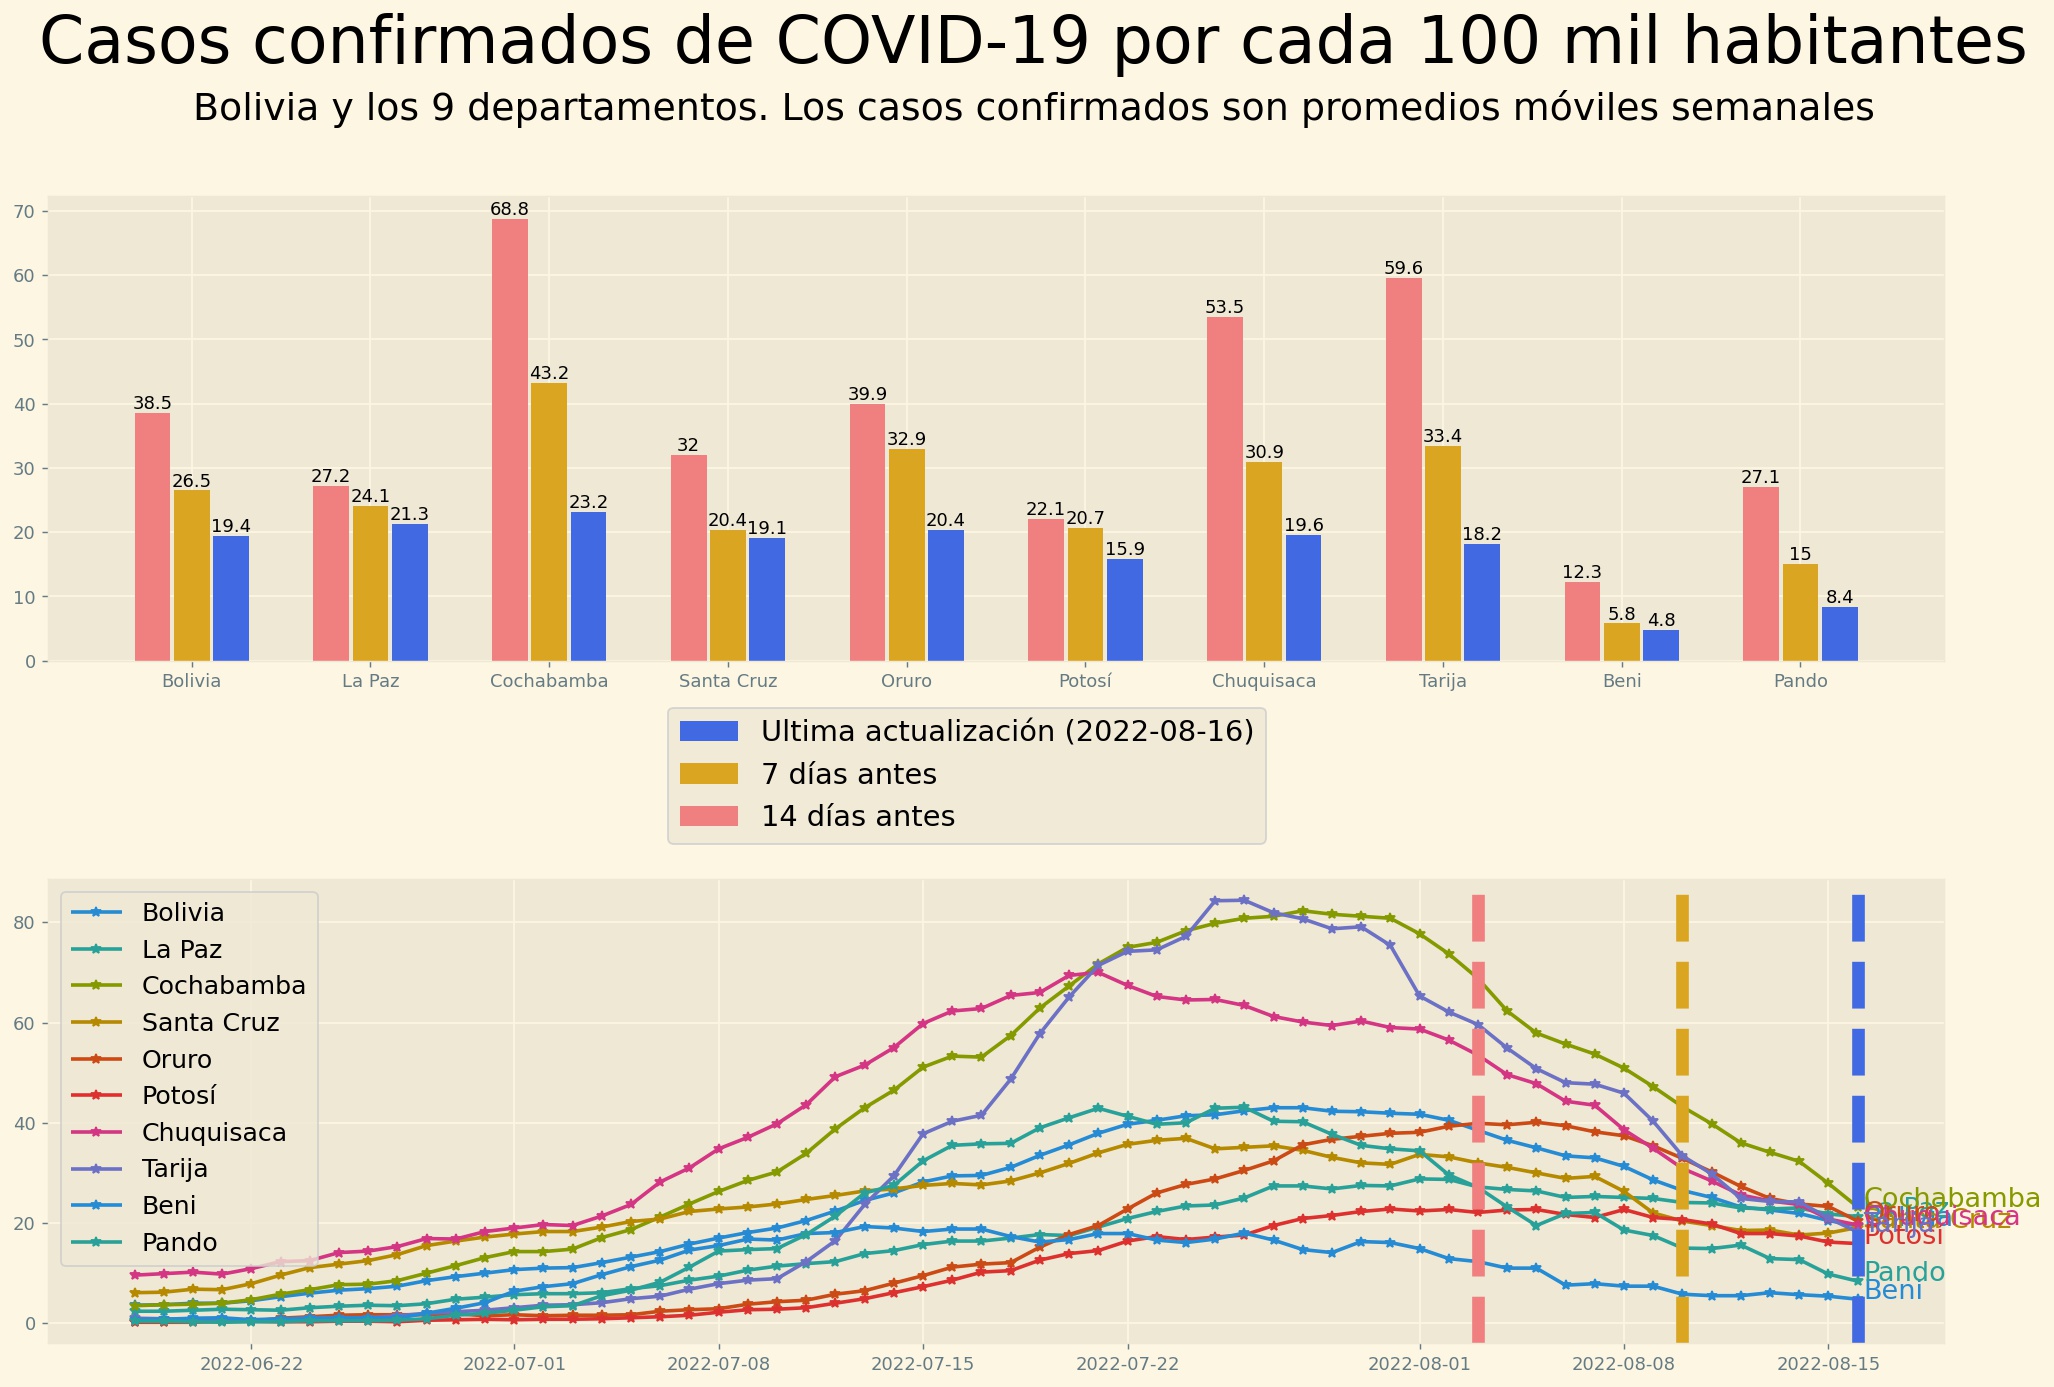 Casos confirmados de COVID-19 por cada 100 mil habitantes
Bolivia y los 9 departamentos. Los casos confirmados son promedios móviles semanales
70
60
50
40
30
20
10
0
38.5 26.5 19.4
27.2 24.1 21.3
68.8 43.2 23.2
32 20.4 19.1
39.9 32.9 20.4
22.1 20.7 15.9
53.5 30.9 19.6
59.6 33.4 18.2
12.3 5.8 4.8
27.1 15 8.4
Bolivia La Paz Cochabamba Santa Cruz Oruro Potosí Chuquisaca Tarija Beni Pando
Ultima actualización (2022-08-16)
7 días antes
14 días antes
80
60
40
20
0
Bolivia
La Paz
Cochabamba
Santa Cruz
Oruro
Potosí
Chuquisaca
Tarija
Beni
Pando
Cochabamba
Potosí
Pando
Beni
2022-06-22 2022-07-01 2022-07-08 2022-07-15 2022-07-22 2022-08-01 2022-08-08 2022-08-15